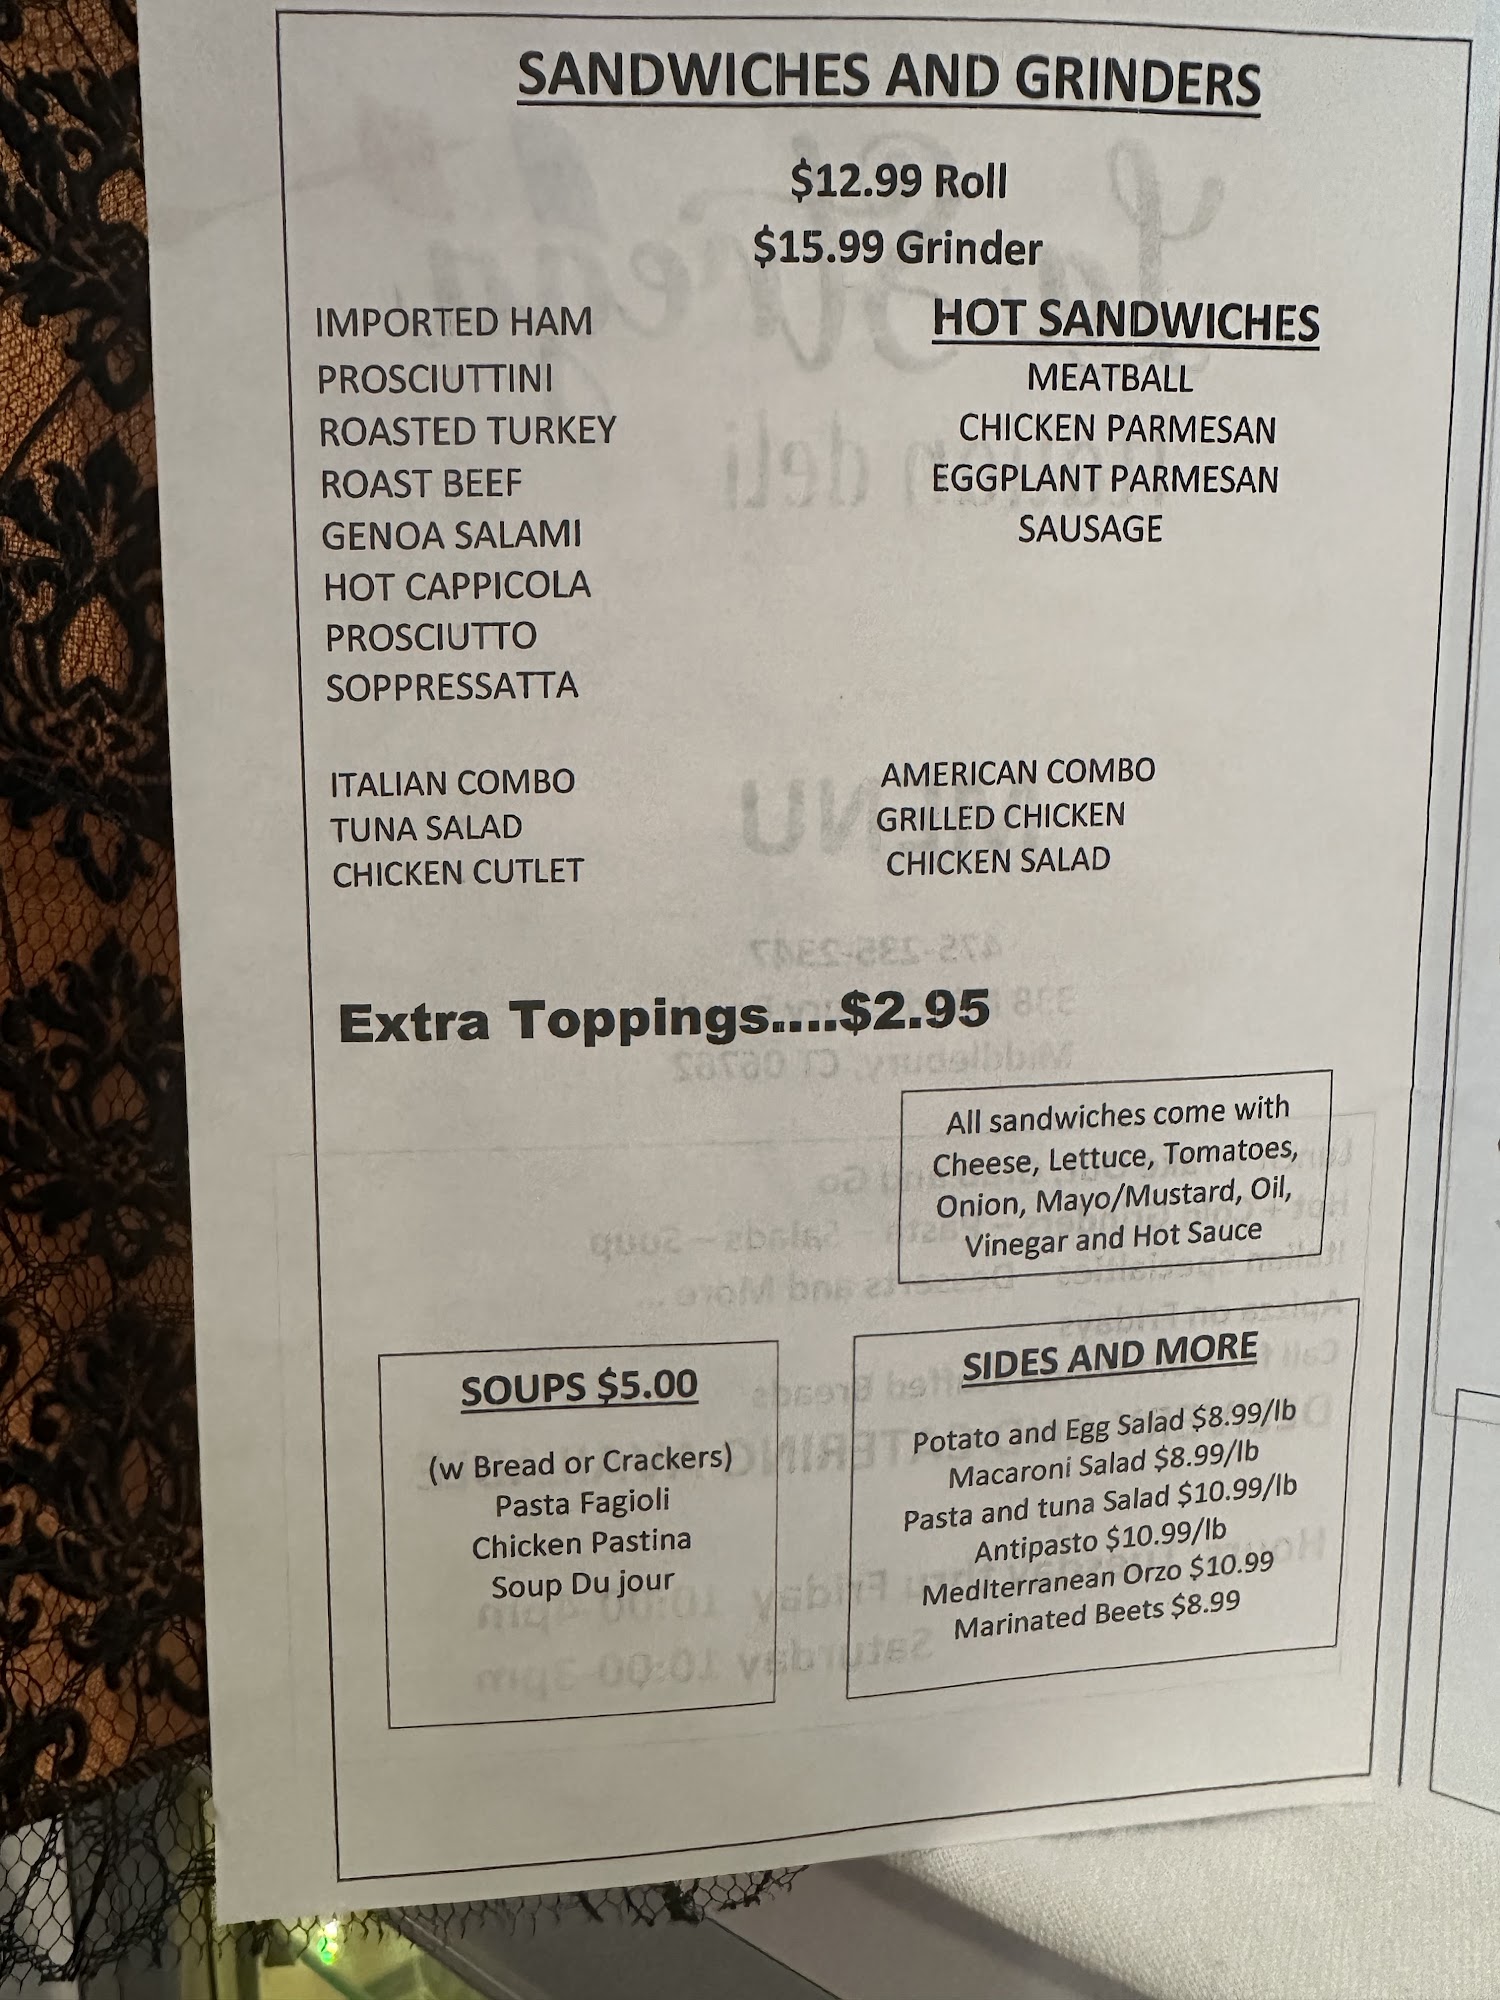 SANDWICHES AND GRINDERS
$12.99 Roll
$15.99 Grinder
IMPORTED HAM
PROSCIUTTINI
ROASTED TURKEY
ROAST BEEF
GENOA SALAMI
HOT CAPPICOLA
PROSCIUTTO
SOPPRESSATTA
HOT SANDWICHES
MEATBALL
CHICKEN PARMESAN
EGGPLANT PARMESAN
SAUSAGE
ITALIAN COMBO
TUNA SALAD
CHICKEN CUTLET
AMERICAN COMBO
GRILLED CHICKEN
CHICKEN SALAD
Extra Toppings....$2.95
All sandwiches come with
Cheese, Lettuce, Tomatoes,
Onion, Mayo/Mustard, Oil,
Vinegar and Hot Sauce
SOUPS $5.00
(w Bread or Crackers)
Pasta Fagioli
Chicken Pastina
Soup Du jour
SIDES AND MORE
Potato and Egg Salad $8.99/lb
Macaroni Salad $8.99/lb
Pasta and tuna Salad $10.99/lb
Antipasto $10.99/lb
MedIterranean Orzo $10.99
Marinated Beets $8.99